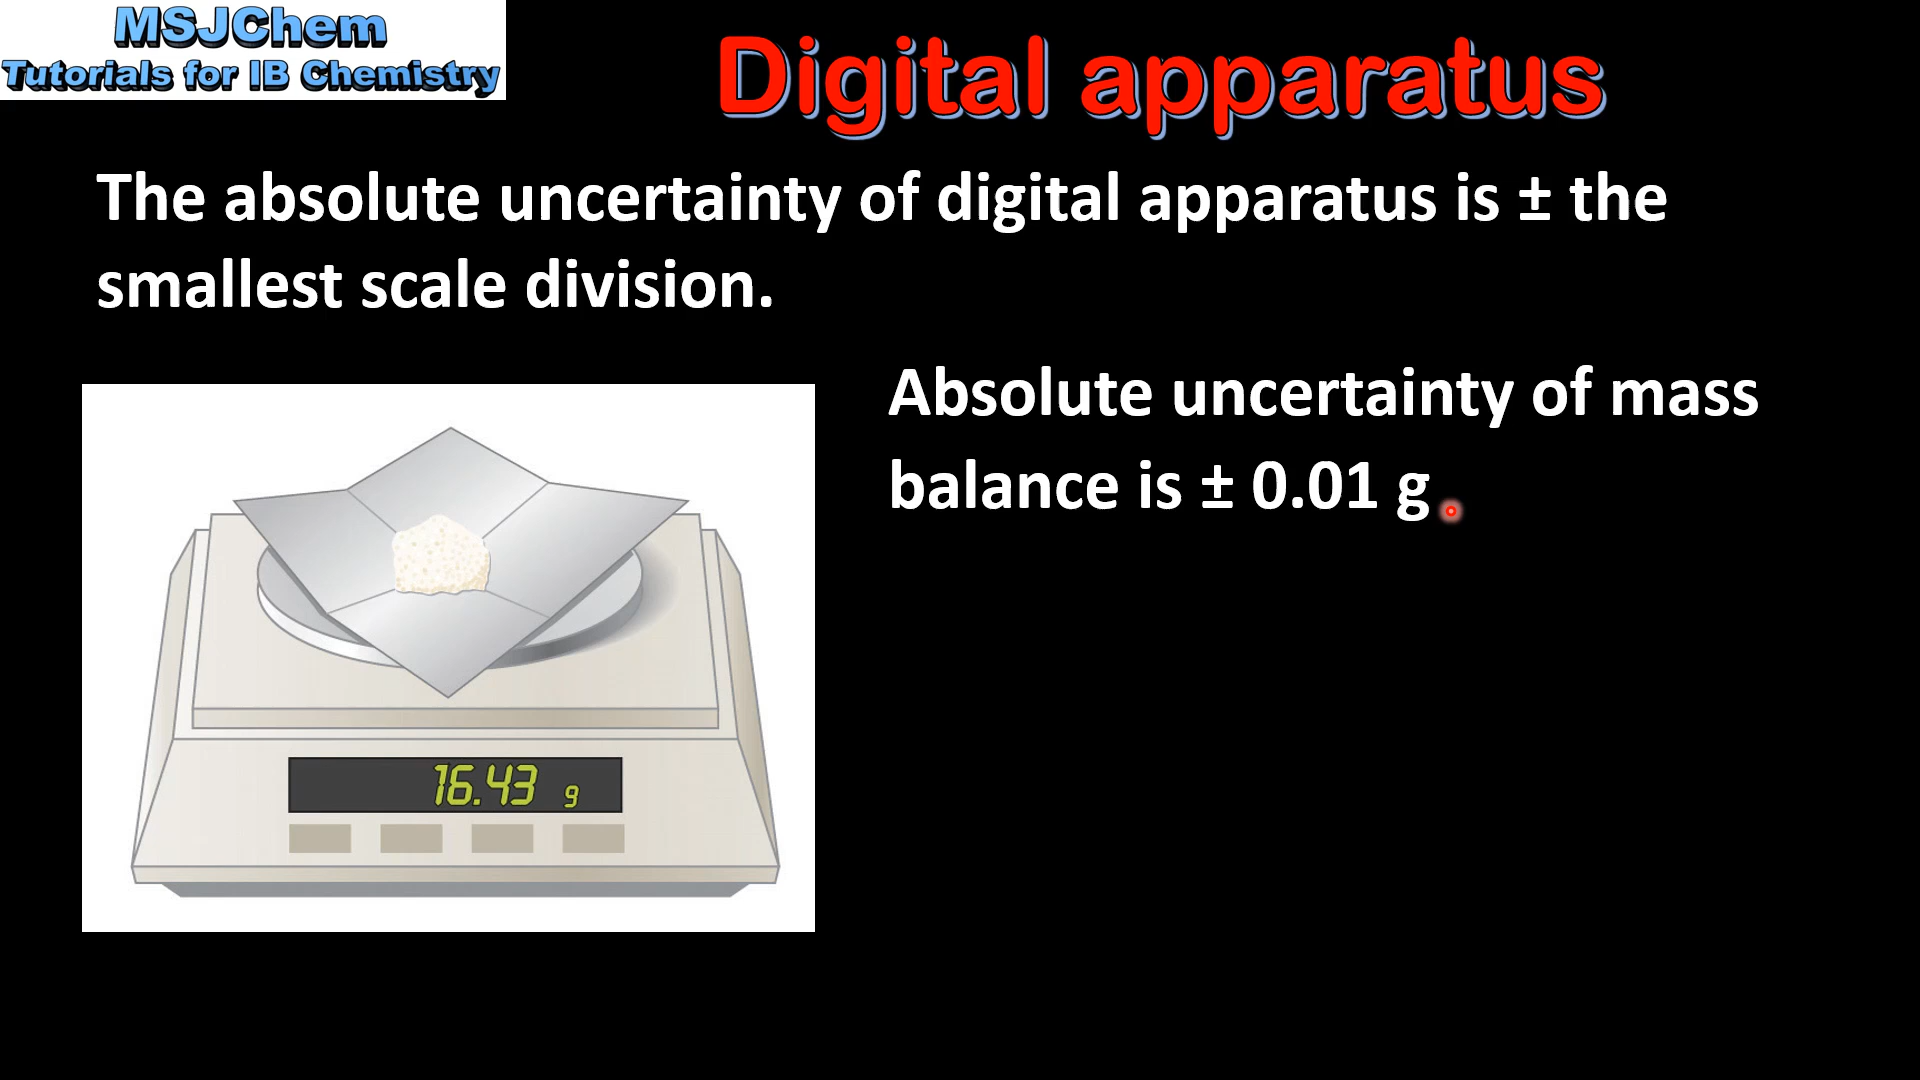 MSJChem
Tutorials for IB Chemistry
Digital apparatus
The absolute uncertainty of digital apparatus is ± the
smallest scale division.
Absolute uncertainty of mass
balance is ± 0.01 g
16.43 g